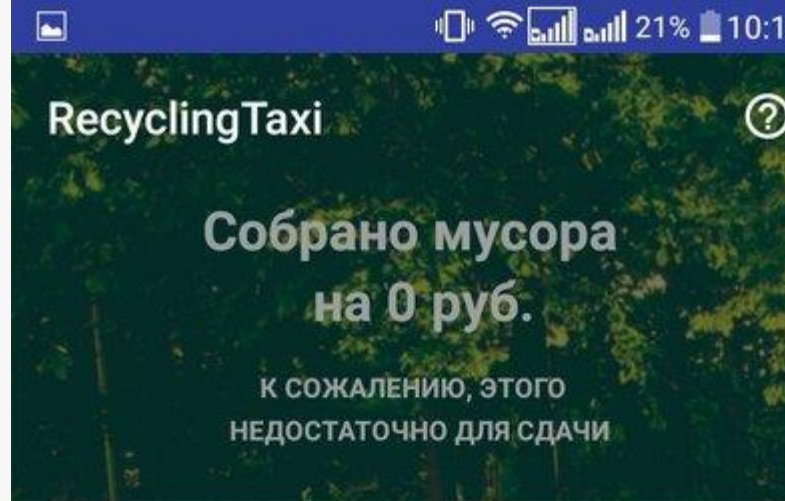 21% 10:1
RecyclingTaxi
Собрано мусора
на 0 руб.
К СОЖАЛЕНИЮ, ЭТОГО
НЕДОСТАТОЧНО ДЛЯ СДАЧИ